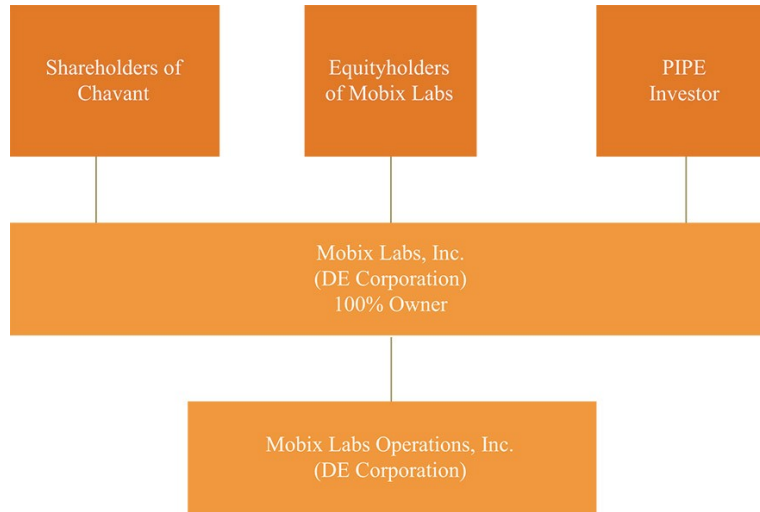 Shareholders of
Chavant
Equityholders
of Mobix Labs
PIPE
Investor
Mobix Labs, Inc.
(DE Corporation)
100% Owner
Mobix Labs Operations, Inc.
(DE Corporation)